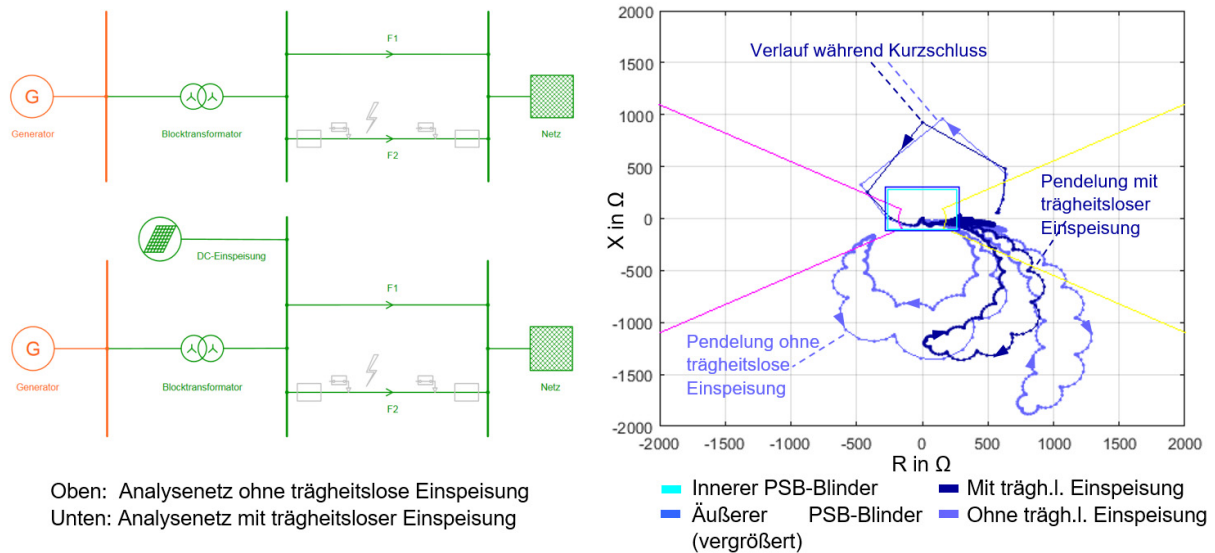 F1
G
Generator
Blocktransformator
Netz
F2
DC-Einspeisung
F1
G
Generator
Blocktransformator
Netz
F2
Oben: Analysenetz ohne trägheitslose Einspeisung
Unten: Analysenetz mit trägheitsloser Einspeisung
2000
1500
1000
500
0
-500
-1000
-1500
-2000
X in Ω
Verlauf während Kurzschluss
Pendelung mit
trägheitsloser
Einspeisung
Pendelung ohne
trägheitslose
Einspeisung
-2000 -1500 -1000 -500 0 500 1000 1500 2000
R in Ω
Innerer PSB-Blinder
Äußerer PSB-Blinder
(vergrößert)
Mit trägh.l. Einspeisung
Ohne trägh.l. Einspeisung